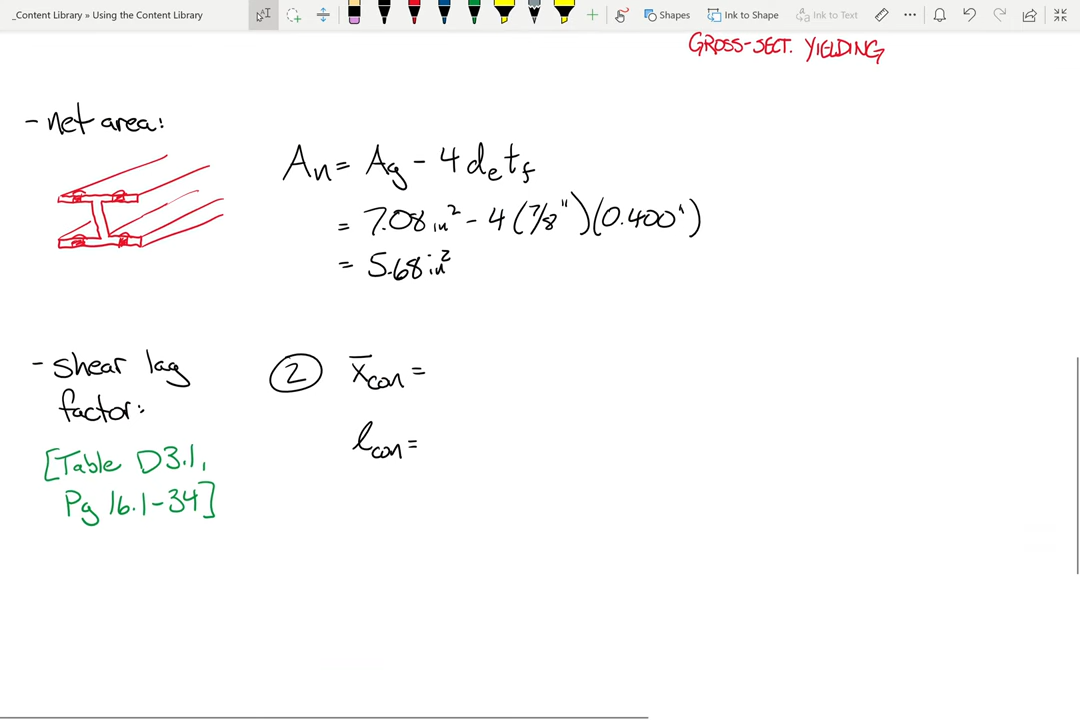 _Content Library » Using the Content Library
Shapes
Ink to Shape
Ink to Text
GROSS-SECT. YIELDING
- net area:
An = Ag - 4 de tf
= 7.08 in² - 4 (7/8")(0.400")
= 5.68 in²
- shear lag
factor:
[Table D3.1,
Pg 16.1-34]
2 x̄con =
lcon =